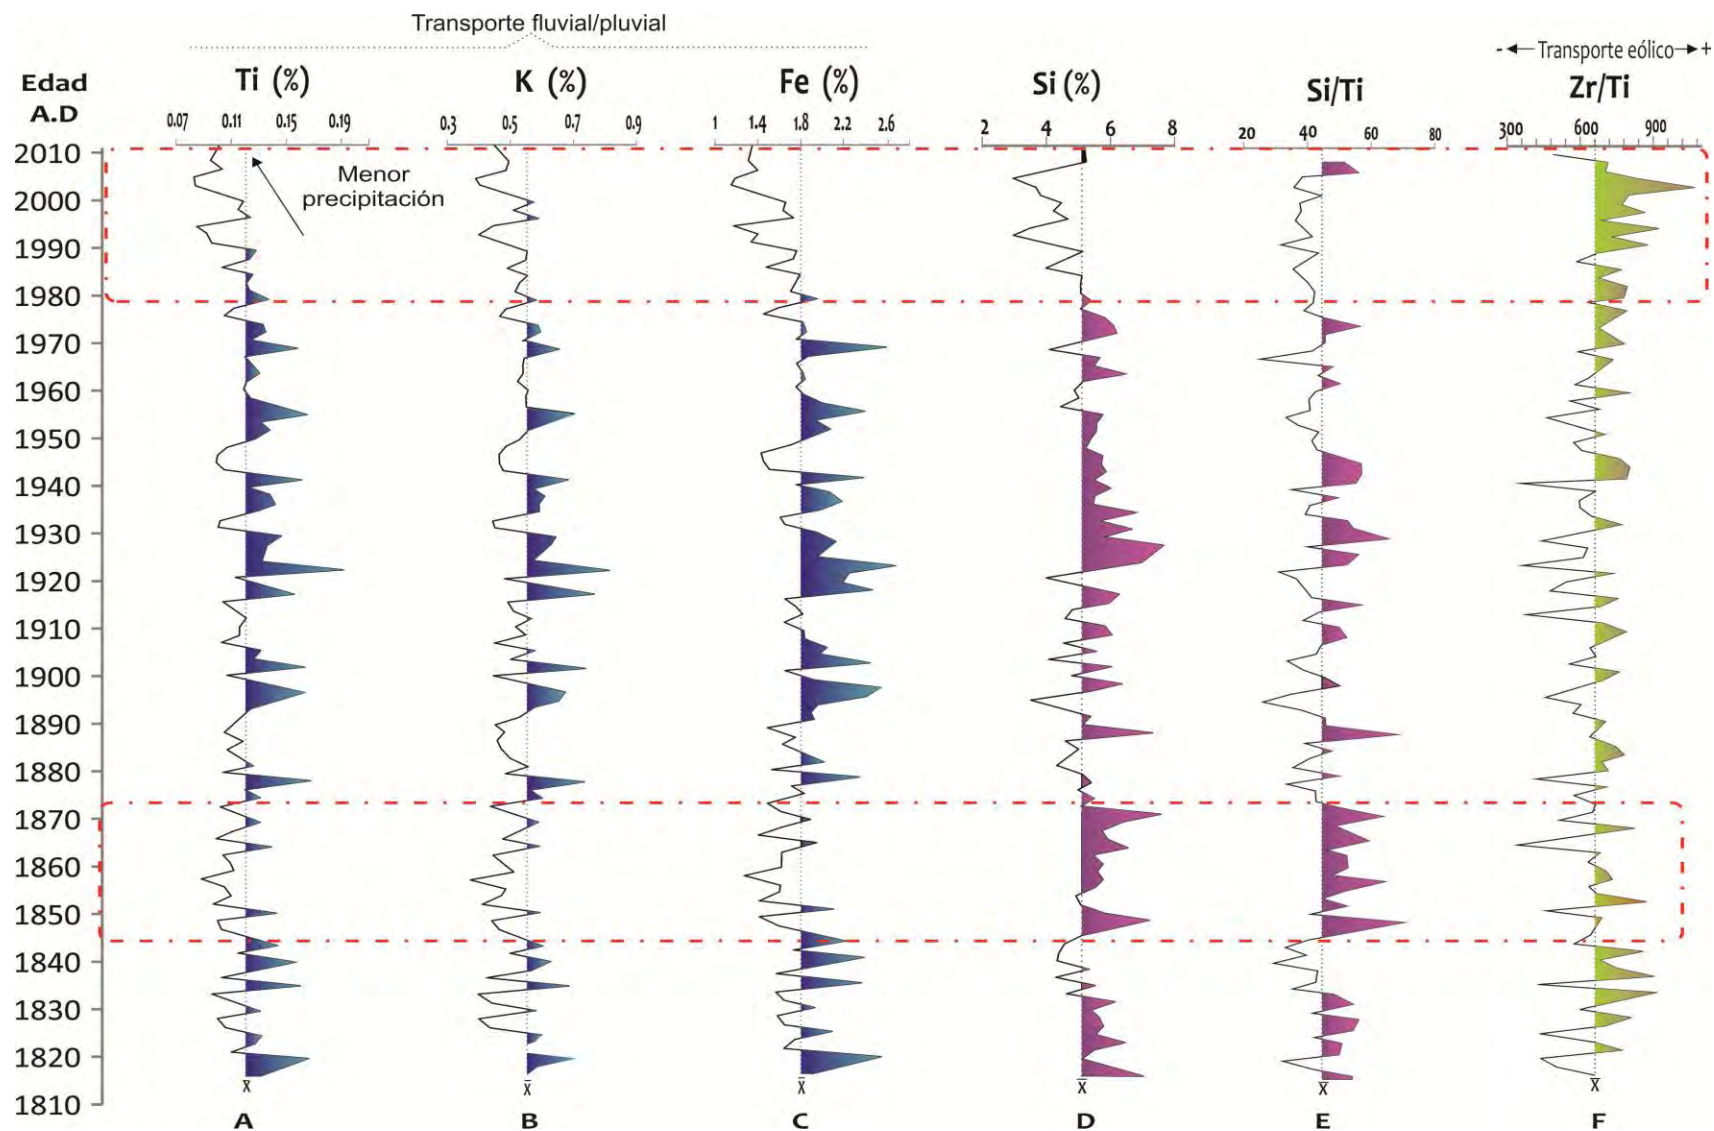 Transporte fluvial/pluvial
- Transporte eólico +
Edad
A.D
Ti (%)
K (%)
Fe (%)
Si (%)
Si/Ti
Zr/Ti
0.07 0.11 0.15 0.19
0.3 0.5 0.7 0.9
1 1.4 1.8 2.2 2.6
2 4 6 8
20 40 60 80
300 600 900
Menor
precipitación
2010
2000
1990
1980
1970
1960
1950
1940
1930
1920
1910
1900
1890
1880
1870
1860
1850
1840
1830
1820
1810
x̅ x̅ x̅ x̅ x̅ x̅
A B C D E F